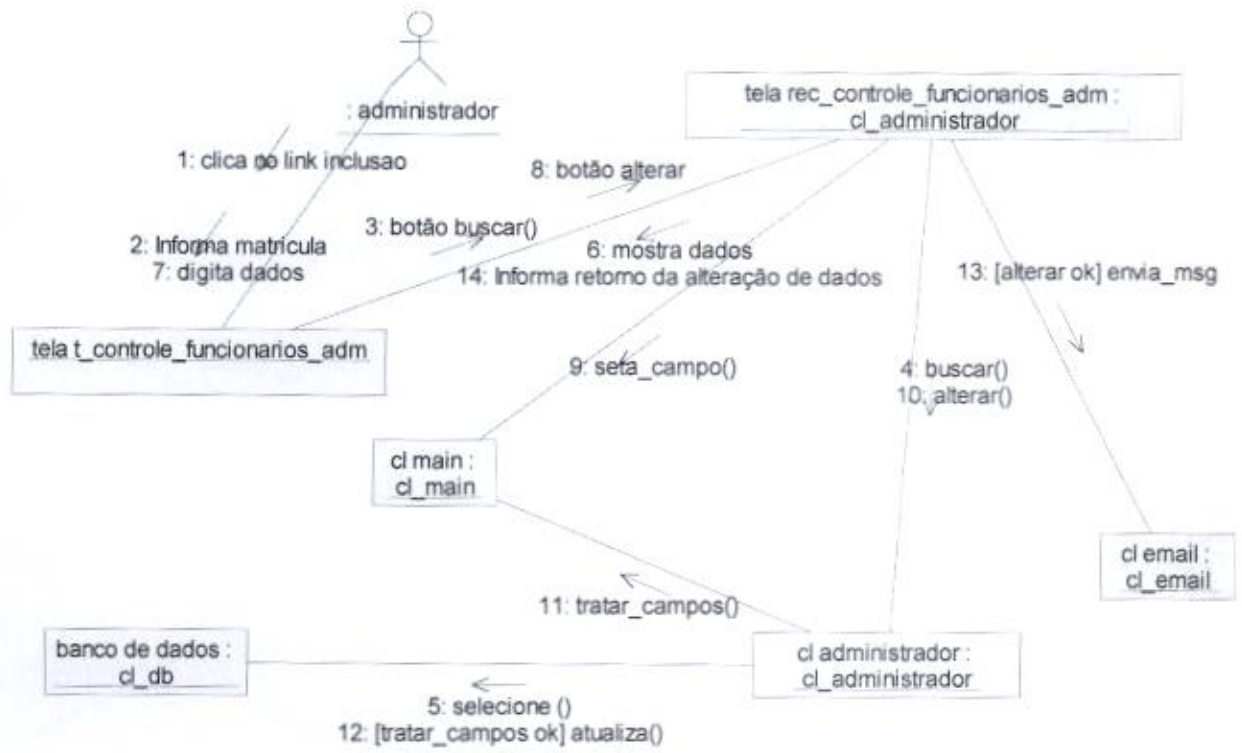 : administrador
tela rec_controle_funcionarios_adm :
cl_administrador
1: clica no link inclusao
8: botão alterar
3: botão buscar()
2: Informa matricula
7: digita dados
6: mostra dados
14: Informa retorno da alteração de dados
13: [alterar ok] envia_msg
tela t_controle_funcionarios_adm
9: seta_campo()
4: buscar()
10: alterar()
cl main :
cl_main
cl email :
cl_email
11: tratar_campos()
banco de dados :
cl_db
cl administrador :
cl_administrador
5: selecione ()
12: [tratar_campos ok] atualiza()